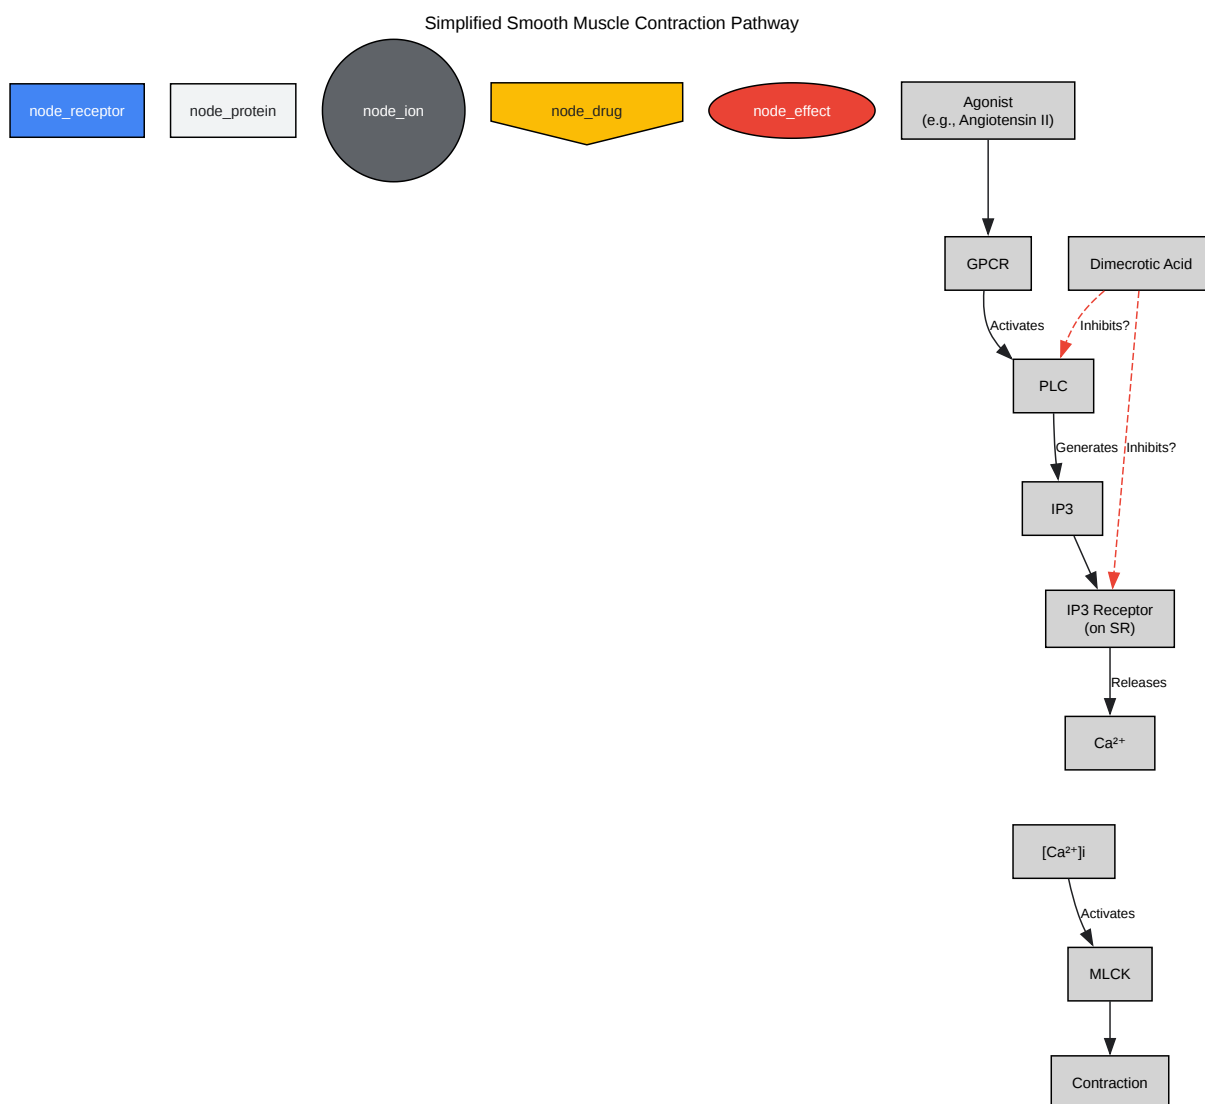 Simplified Smooth Muscle Contraction Pathway
node_receptor
node_protein
node_ion
node_drug
node_effect
Agonist
(e.g., Angiotensin II)
GPCR
Dimecrotic Acid
Activates
Inhibits?
PLC
Generates
Inhibits?
IP3
IP3 Receptor
(on SR)
Releases
Ca²⁺
[Ca²⁺]i
Activates
MLCK
Contraction